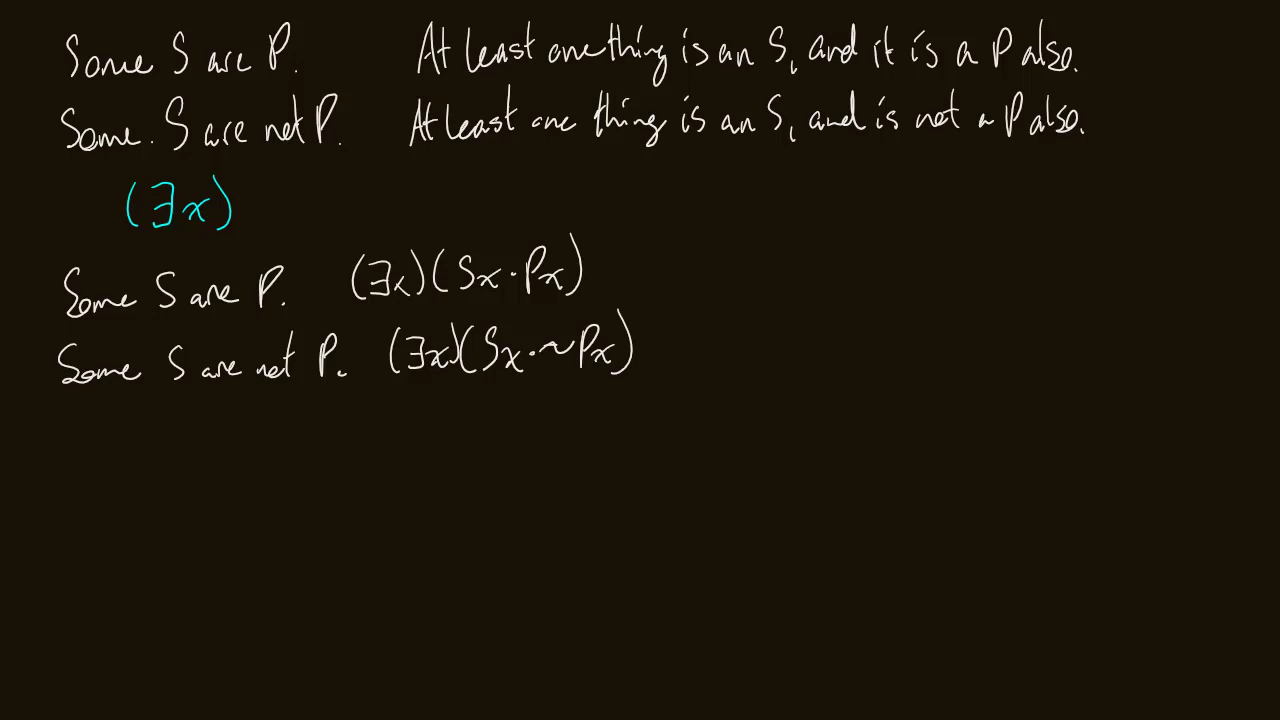 Some S are P. At least one thing is an S, and it is a P also.
Some. S are not P. At least one thing is an S, and is not a P also.
(∃x)
Some S are P. (∃x)(Sx · Px)
Some S are not P. (∃x)(Sx · ~Px)